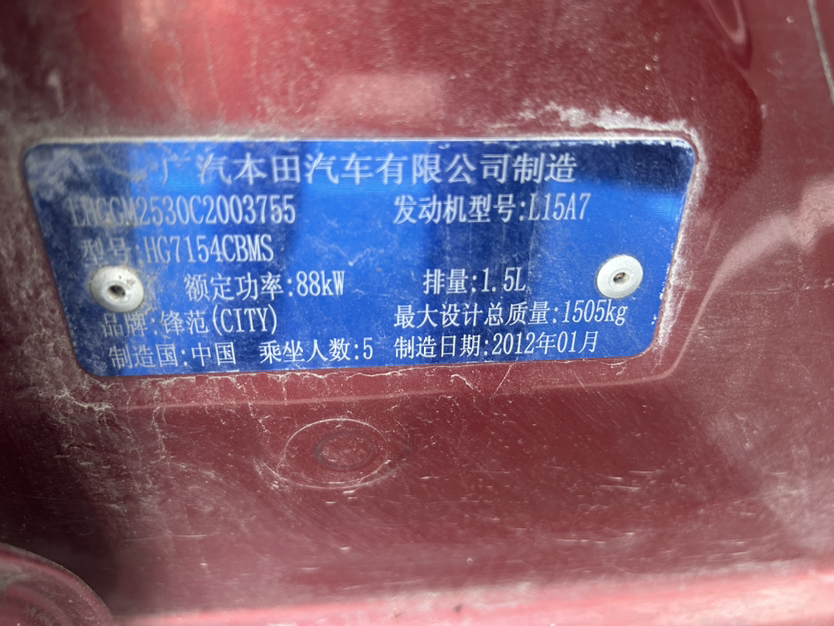 广汽本田汽车有限公司制造
LHGGM2530C2003755 发动机型号:L15A7
型号:HG7154CBMS
额定功率:88kW 排量:1.5L
品牌:锋范(CITY) 最大设计总质量:1505kg
制造国:中国 乘坐人数:5 制造日期:2012年01月